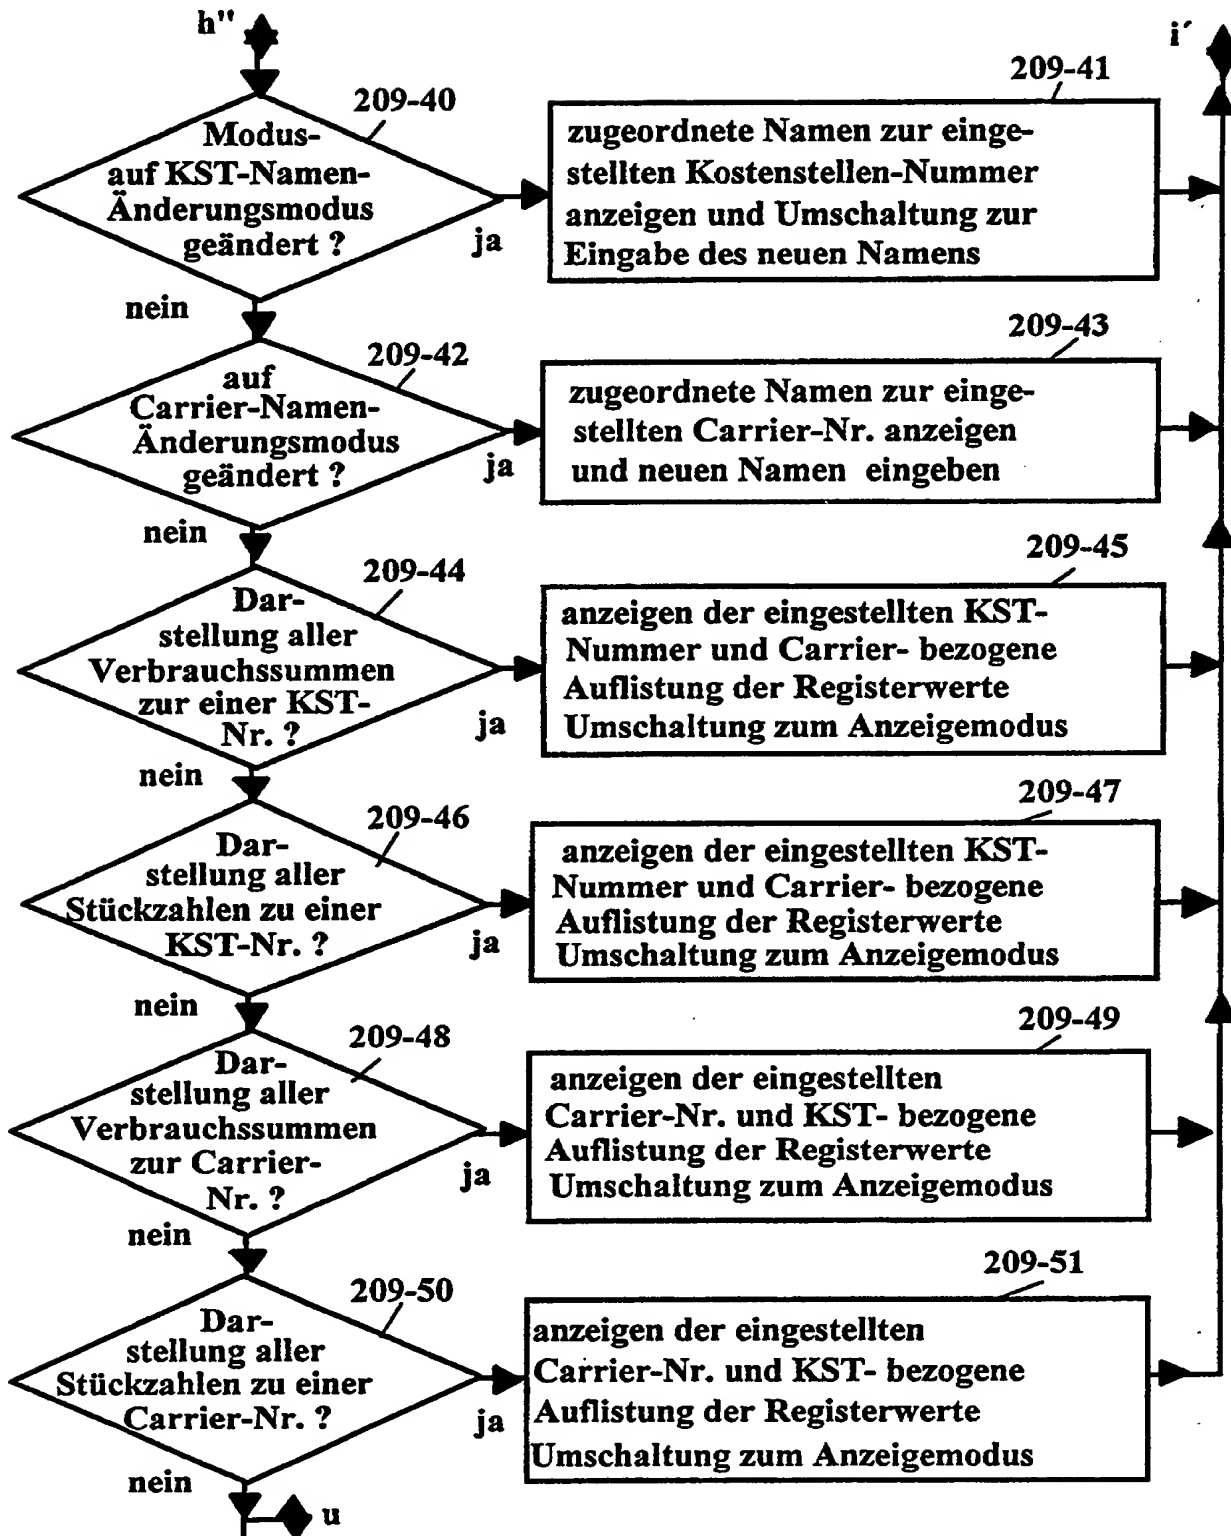 h"
i´
209-40
Modus-
auf KST-Namen-
Änderungsmodus
geändert ?
ja
nein
209-41
zugeordnete Namen zur einge-
stellten Kostenstellen-Nummer
anzeigen und Umschaltung zur
Eingabe des neuen Namens
209-42
auf
Carrier-Namen-
Änderungsmodus
geändert ?
ja
nein
209-43
zugeordnete Namen zur einge-
stellten Carrier-Nr. anzeigen
und neuen Namen eingeben
209-44
Dar-
stellung aller
Verbrauchssummen
zur einer KST-
Nr. ?
ja
nein
209-45
anzeigen der eingestellten KST-
Nummer und Carrier- bezogene
Auflistung der Registerwerte
Umschaltung zum Anzeigemodus
209-46
Dar-
stellung aller
Stückzahlen zu einer
KST-Nr. ?
ja
nein
209-47
anzeigen der eingestellten KST-
Nummer und Carrier- bezogene
Auflistung der Registerwerte
Umschaltung zum Anzeigemodus
209-48
Dar-
stellung aller
Verbrauchssummen
zur Carrier-
Nr. ?
ja
nein
209-49
anzeigen der eingestellten
Carrier-Nr. und KST- bezogene
Auflistung der Registerwerte
Umschaltung zum Anzeigemodus
209-50
Dar-
stellung aller
Stückzahlen zu einer
Carrier-Nr. ?
ja
nein
209-51
anzeigen der eingestellten
Carrier-Nr. und KST- bezogene
Auflistung der Registerwerte
Umschaltung zum Anzeigemodus
u